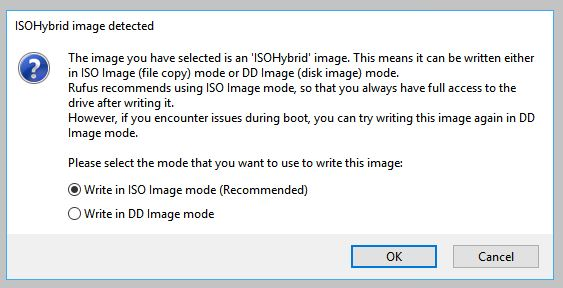 ISOHybrid image detected
The image you have selected is an 'ISOHybrid' image. This means it can be written either
in ISO Image (file copy) mode or DD Image (disk image) mode.
Rufus recommends using ISO Image mode, so that you always have full access to the
drive after writing it.
However, if you encounter issues during boot, you can try writing this image again in DD
Image mode.
Please select the mode that you want to use to write this image:
Write in ISO Image mode (Recommended)
Write in DD Image mode
OK
Cancel